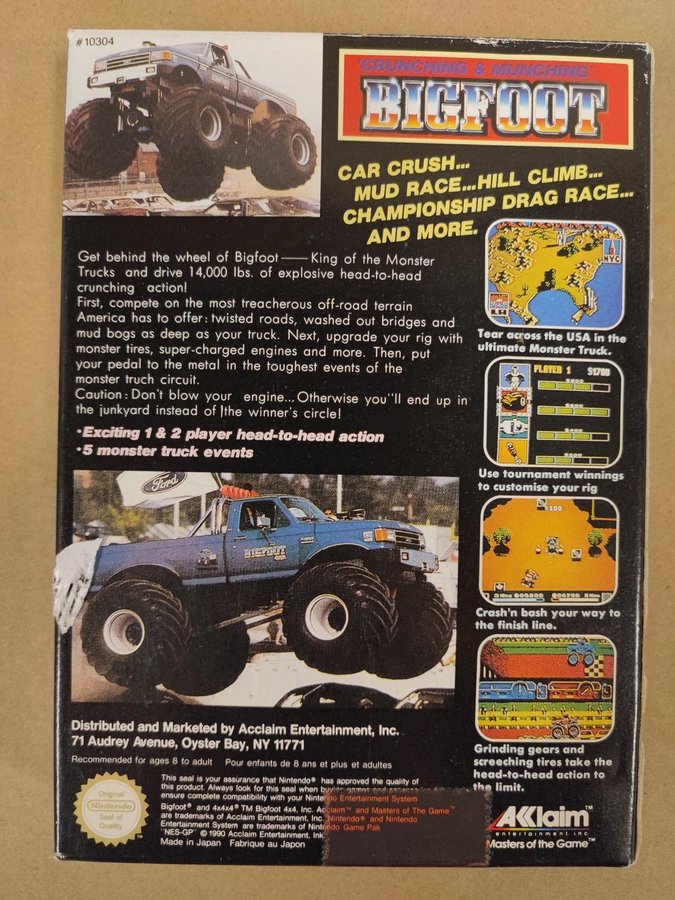 #10304
"CRUNCHING & MUNCHING"
BIGFOOT
CAR CRUSH...
MUD RACE...HILL CLIMB...
CHAMPIONSHIP DRAG RACE...
AND MORE.
Get behind the wheel of Bigfoot — King of the Monster
Trucks and drive 14,000 lbs. of explosive head-to-head
crunching action!
First, compete on the most treacherous off-road terrain
America has to offer: twisted roads, washed out bridges and
mud bogs as deep as your truck. Next, upgrade your rig with
monster tires, super-charged engines and more. Then, put
your pedal to the metal in the toughest events of the
monster truch circuit.
Caution: Don't blow your engine... Otherwise you"ll end up in
the junkyard instead of the winner's circle!
•Exciting 1 & 2 player head-to-head action
•5 monster truck events
NYC
LA
Tear across the USA in the
ultimate Monster Truck.
PLAYER 1 31700
Use tournament winnings
to customise your rig
Crash'n bash your way to
the finish line.
Grinding gears and
screeching tires take the
head-to-head action to
the limit.
Ford
BIGFOOT
Distributed and Marketed by Acclaim Entertainment, Inc.
71 Audrey Avenue, Oyster Bay, NY 11771
Recommended for ages 8 to adult Pour enfants de 8 ans et plus et adultes
Original
Nintendo
Seal of
Quality
This seal is your assurance that Nintendo® has approved the quality of
this product. Always look for this seal when games and
ensure complete compatibility with your Nintendo Entertainment System
Bigfoot® and 4x4x4® TM Bigfoot 4x4, Inc. Acclaim™ and Masters of The Game™
are trademarks of Acclaim Entertainment, Inc. Nintendo® and Nintendo
Entertainment System are trademarks of Nintendo Game Pak
"NES-GP" © 1990 Acclaim Entertainment, Ink
Made in Japan Fabrique au Japon
AKKlaim™
entertainment, inc.
Masters of the Game™